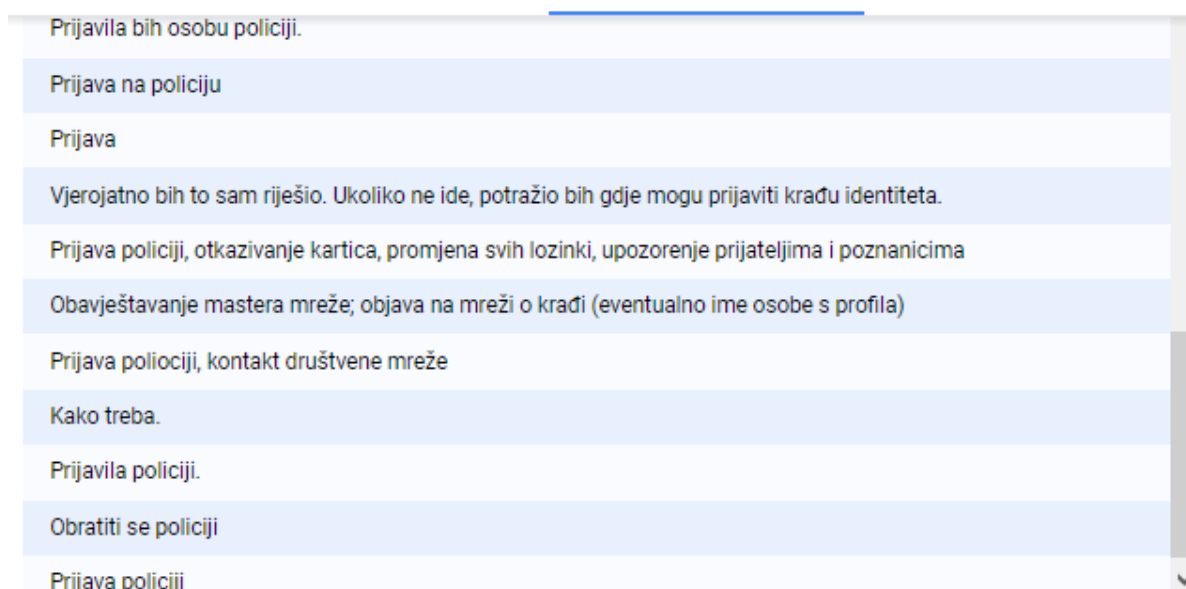 Prijavila bih osobu policiji.
Prijava na policiju
Prijava
Vjerojatno bih to sam riješio. Ukoliko ne ide, potražio bih gdje mogu prijaviti krađu identiteta.
Prijava policiji, otkazivanje kartica, promjena svih lozinki, upozorenje prijateljima i poznanicima
Obavještavanje mastera mreže; objava na mreži o krađi (eventualno ime osobe s profila)
Prijava poliociji, kontakt društvene mreže
Kako treba.
Prijavila policiji.
Obratiti se policiji
Prijava policiji